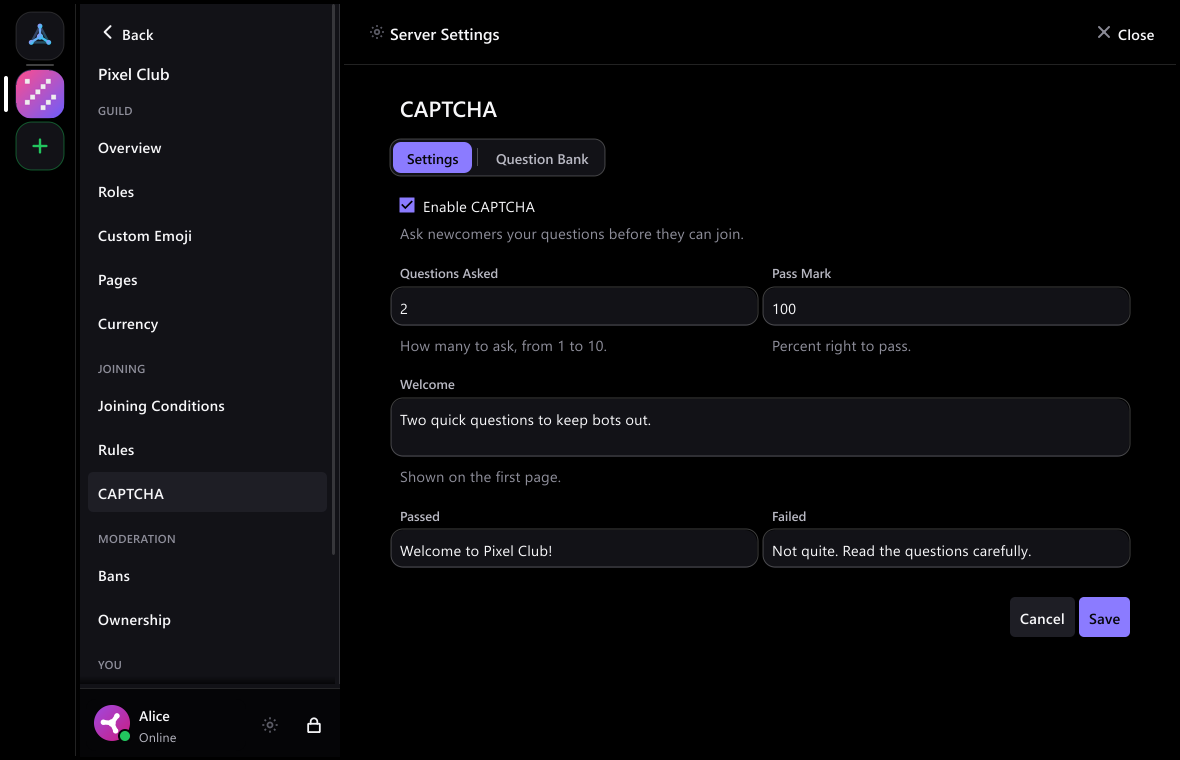 Back
Pixel Club
GUILD
Overview
Roles
Custom Emoji
Pages
Currency
JOINING
Joining Conditions
Rules
CAPTCHA
MODERATION
Bans
Ownership
YOU
Alice
Online
Server Settings
Close
CAPTCHA
Settings
Question Bank
Enable CAPTCHA
Ask newcomers your questions before they can join.
Questions Asked
Pass Mark
2
100
How many to ask, from 1 to 10.
Percent right to pass.
Welcome
Two quick questions to keep bots out.
Shown on the first page.
Passed
Failed
Welcome to Pixel Club!
Not quite. Read the questions carefully.
Cancel
Save